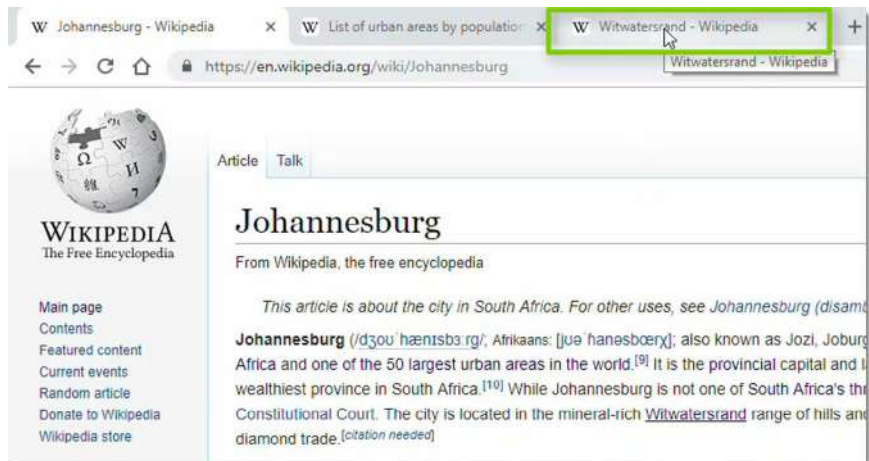 Johannesburg - Wikipedia
List of urban areas by population
Witwatersrand - Wikipedia
https://en.wikipedia.org/wiki/Johannesburg
Witwatersrand - Wikipedia
Article Talk
WIKIPEDIA
The Free Encyclopedia
Main page
Contents
Featured content
Current events
Random article
Donate to Wikipedia
Wikipedia store
Johannesburg
From Wikipedia, the free encyclopedia
This article is about the city in South Africa. For other uses, see Johannesburg (disamb
Johannesburg (/dʒoʊˈhænɪsbɜːrɡ/; Afrikaans: [jʊəˈɦanəsbœrχ]; also known as Jozi, Joburg
Africa and one of the 50 largest urban areas in the world.[9] It is the provincial capital and l
wealthiest province in South Africa.[10] While Johannesburg is not one of South Africa's thr
Constitutional Court. The city is located in the mineral-rich Witwatersrand range of hills and
diamond trade.[citation needed]